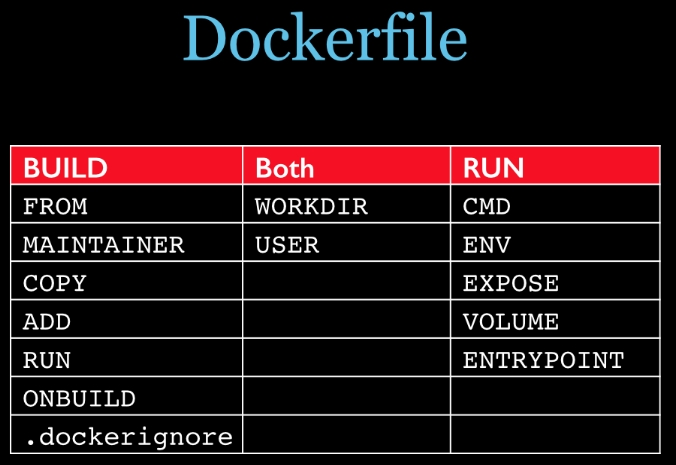 Dockerfile
BUILD Both RUN
FROM WORKDIR CMD
MAINTAINER USER ENV
COPY EXPOSE
ADD VOLUME
RUN ENTRYPOINT
ONBUILD
.dockerignore